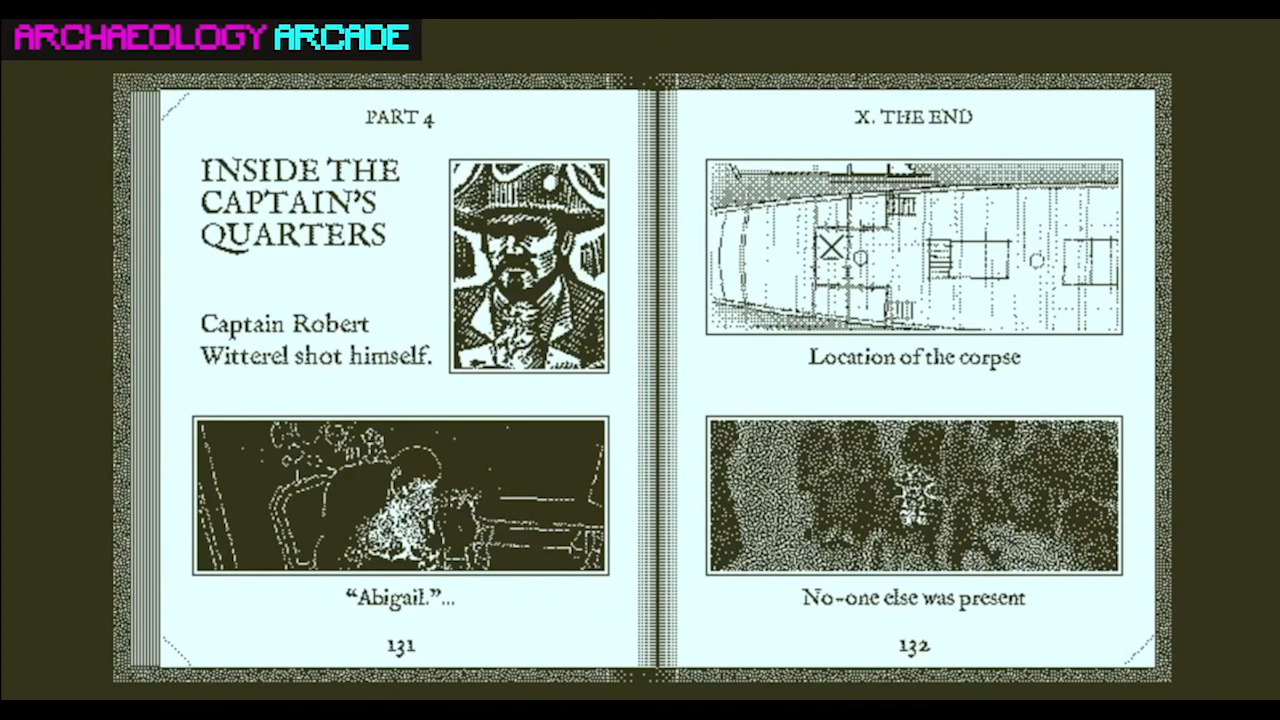 ARCHAEOLOGY ARCADE
PART 4
INSIDE THE
CAPTAIN'S
QUARTERS
Captain Robert
Witterel shot himself.
"Abigail."...
131
X. THE END
Location of the corpse
No-one else was present
132